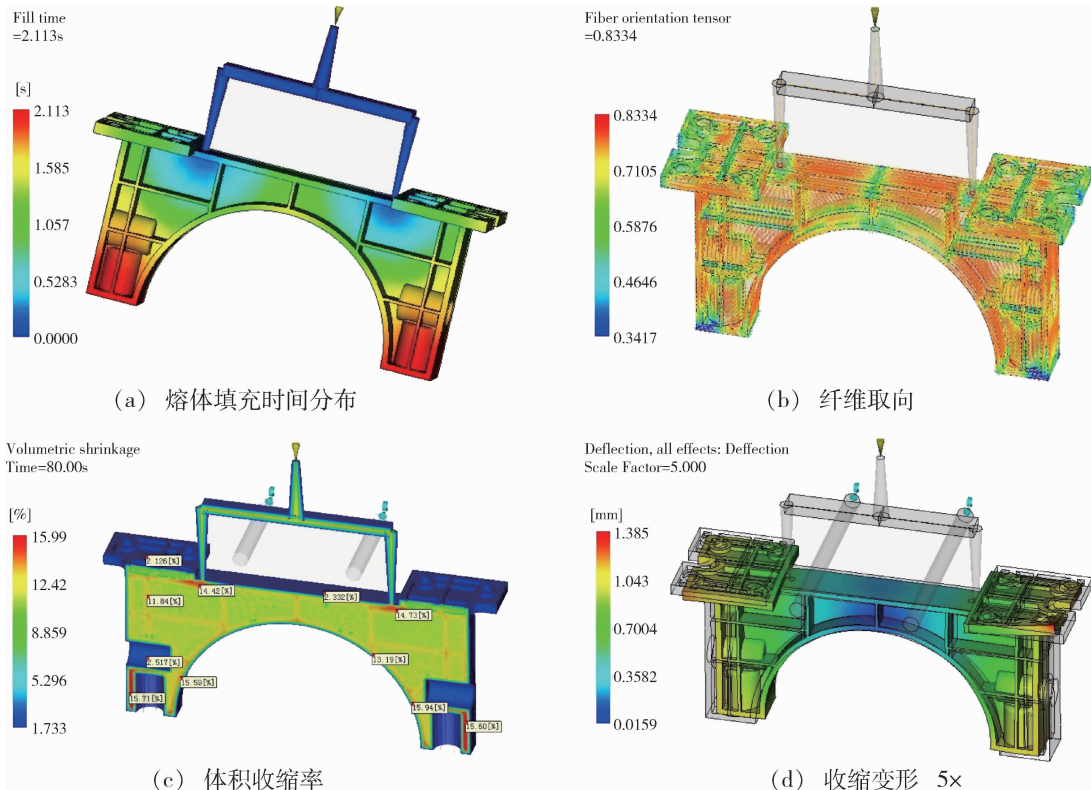 Fill time
=2.113s
[s]
2.113
1.585
1.057
0.5283
0.0000
(a) 熔体填充时间分布
Fiber orientation tensor
=0.8334
0.8334
0.7105
0.5876
0.4646
0.3417
(b) 纤维取向
Volumetric shrinkage
Time=80.00s
[%]
15.99
12.42
8.859
5.296
1.733
2.126[%]
14.42[%]
11.84[%]
2.332[%]
14.73[%]
13.19[%]
2.517[%]
15.59[%]
15.71[%]
15.94[%]
15.60[%]
(c) 体积收缩率
Deflection, all effects: Deffection
Scale Factor=5.000
[mm]
1.385
1.043
0.7004
0.3582
0.0159
(d) 收缩变形 5×